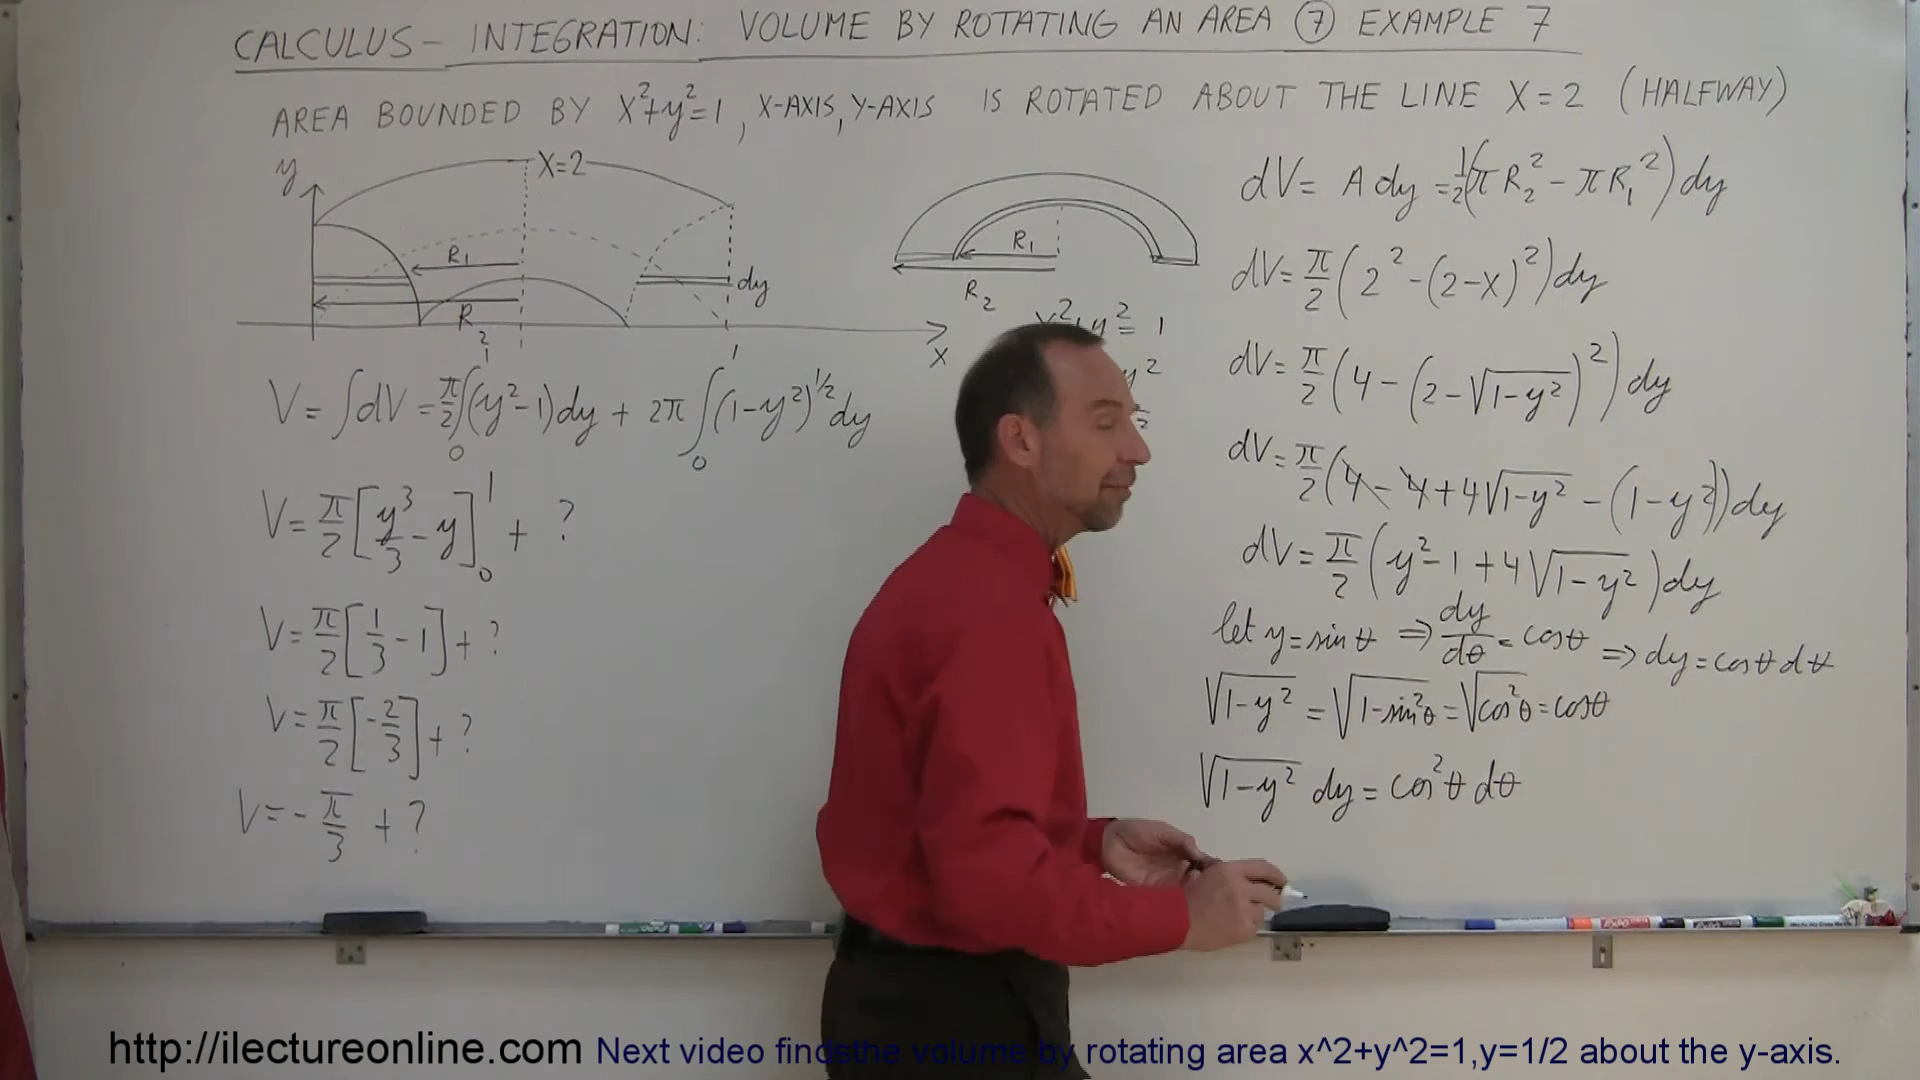 CALCULUS – INTEGRATION: VOLUME BY ROTATING AN AREA ⑦ EXAMPLE 7
AREA BOUNDED BY X²+y²=1, X-AXIS, Y-AXIS IS ROTATED ABOUT THE LINE X=2 (HALFWAY)
y
X=2
R₁
R₂
dy
x
R₁
R₂
x²+y²=1
y²
V = ∫dV = π/2 ∫₀¹ (y²-1)dy + 2π ∫₀¹ (1-y²)^1/2 dy
V = π/2 [y³/3 - y]₀¹ + ?
V = π/2 [1/3 - 1] + ?
V = π/2 [-2/3] + ?
V = - π/3 + ?
dV = A dy = 1/2(πR₂² - πR₁²)dy
dV = π/2 (2² - (2-x)²)dy
dV = π/2 (4 - (2-√(1-y²))²)dy
dV = π/2 (4 - 4 + 4√(1-y²) - (1-y²))dy
dV = π/2 (y²-1 + 4√(1-y²))dy
let y = sin θ ⇒ dy/dθ = cos θ ⇒ dy = cos θ dθ
√(1-y²) = √(1-sin²θ) = √(cos²θ) = cos θ
√(1-y²) dy = cos²θ dθ
EXPO
http://ilectureonline.com Next video findsthe volume by rotating area x^2+y^2=1,y=1/2 about the y-axis.